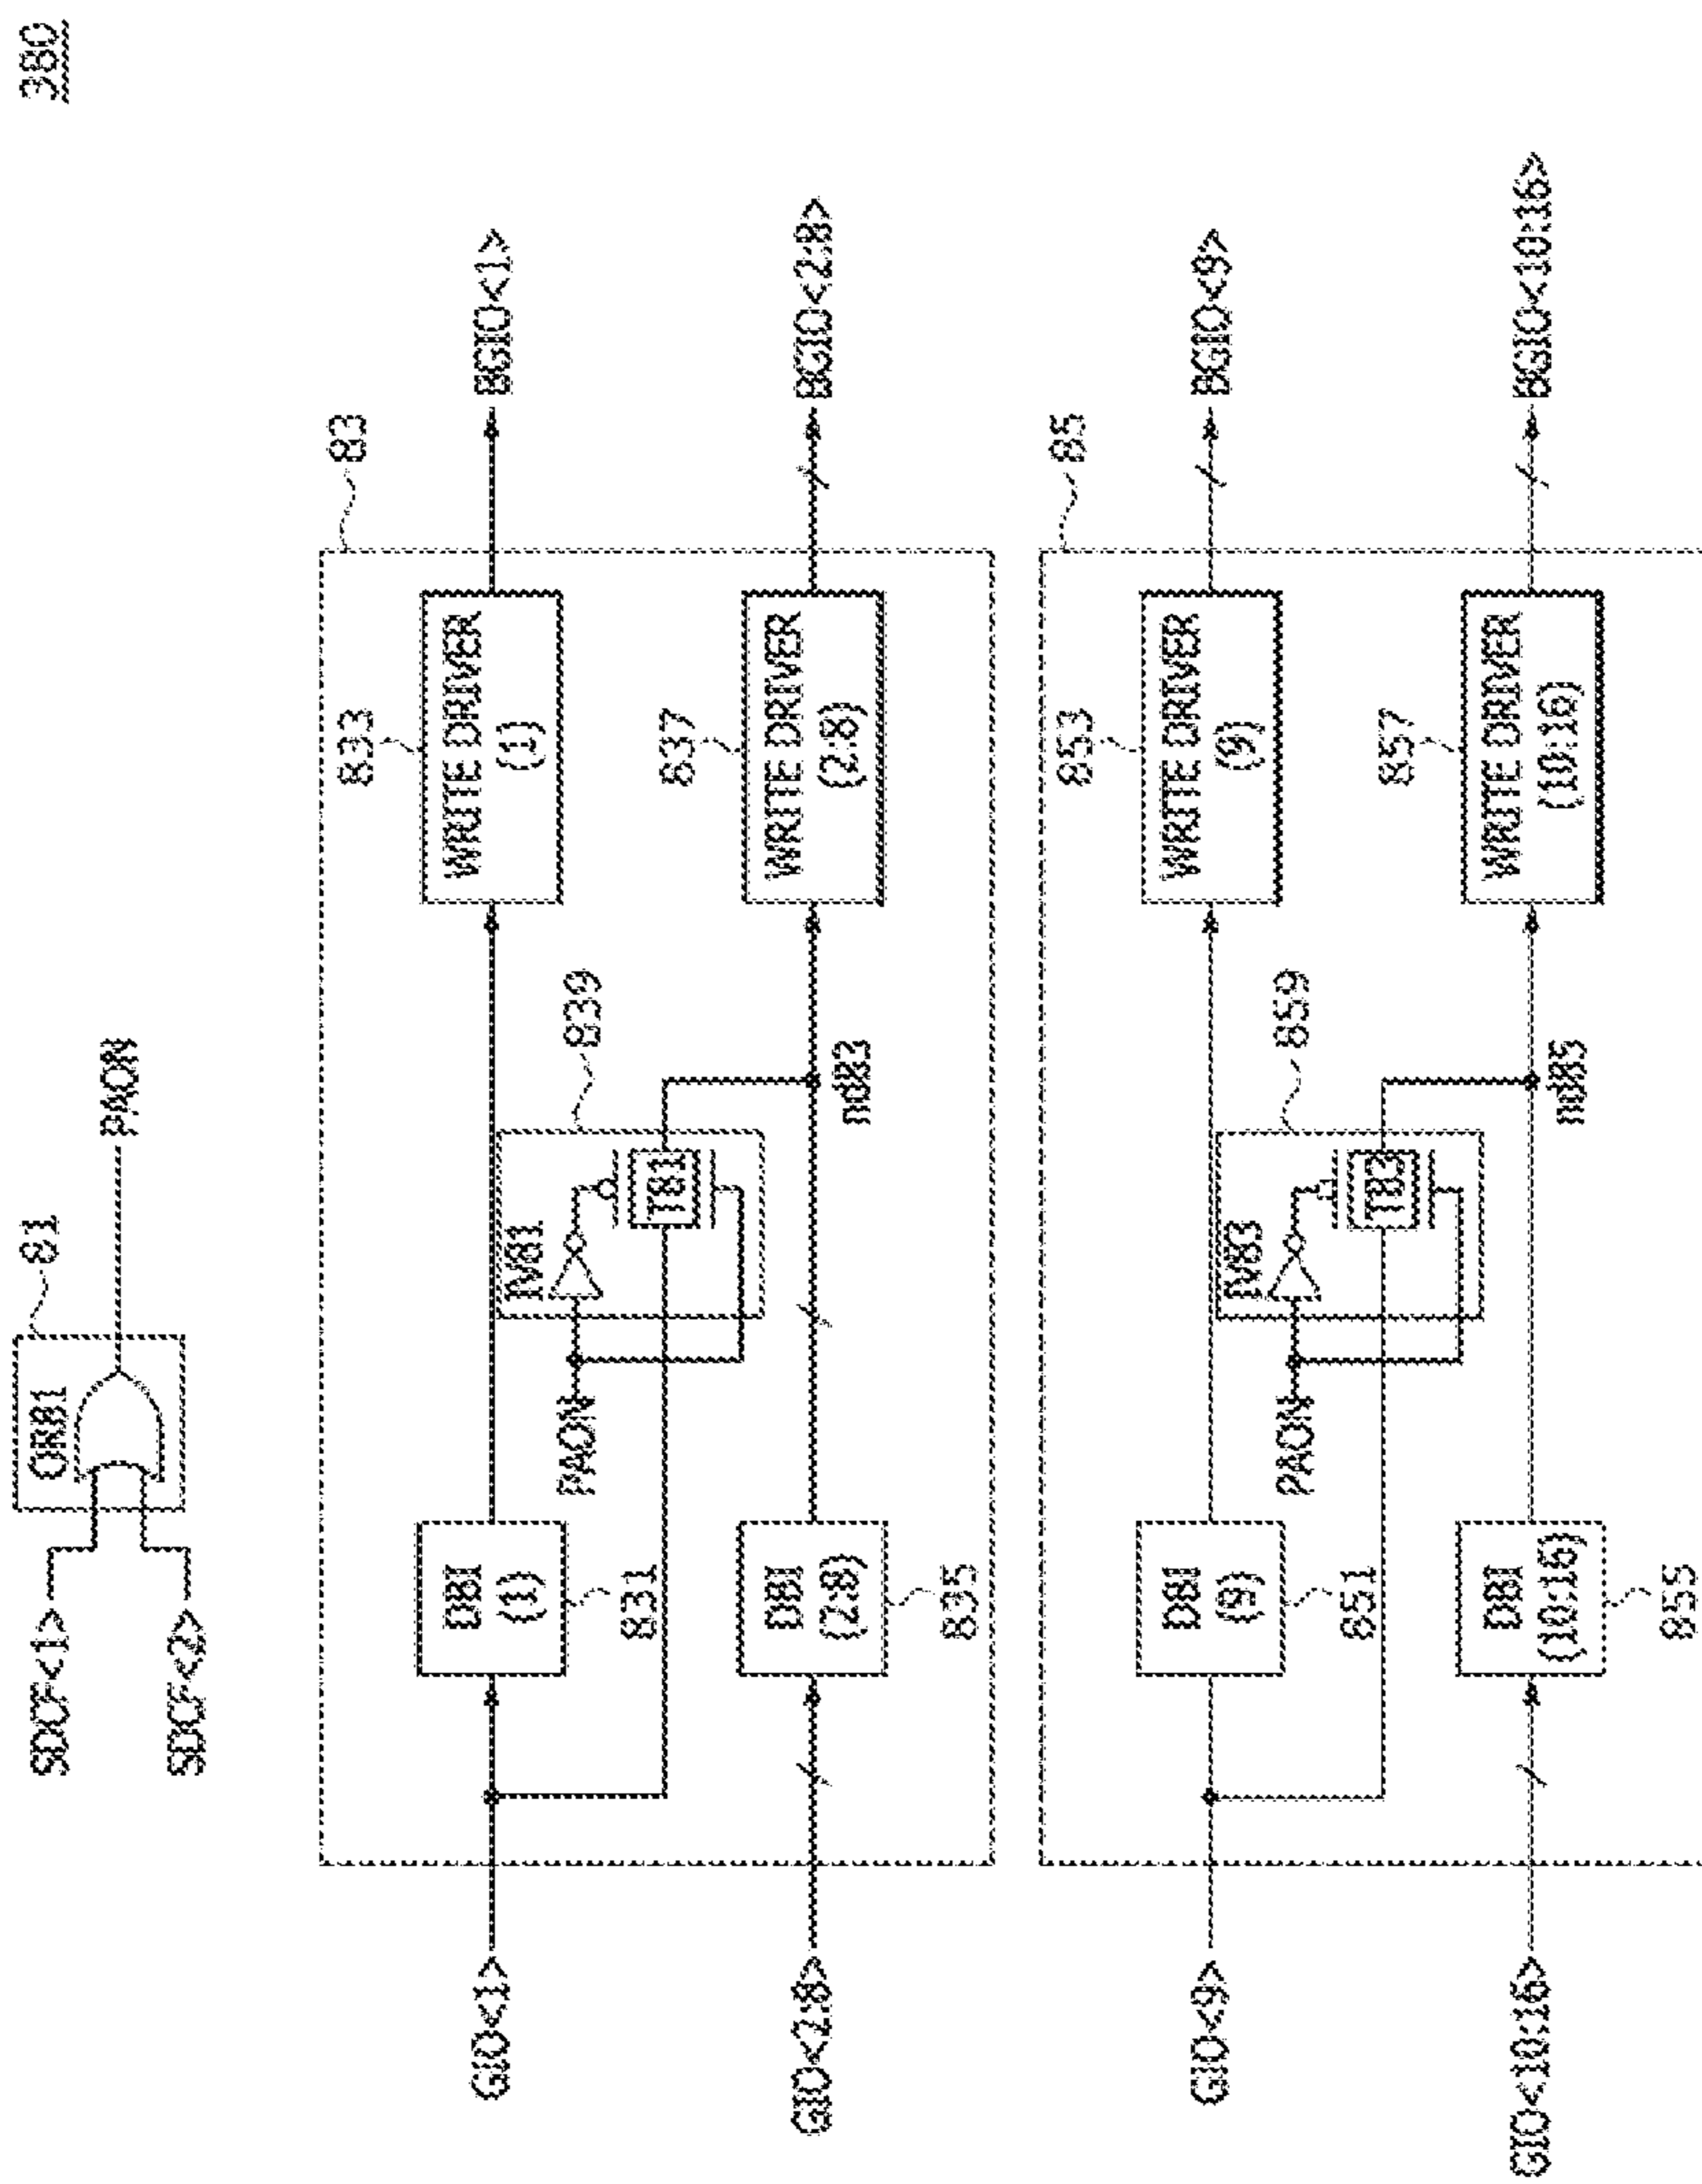 380
81
OR81
SDCF<1>
SDCF<2>
PAON
83
GIO<1>
DBI
(1)
831
WRITE DRIVER
(1)
833
BGIO<1>
PAON
IV81
T81
839
GIO<2:8>
DBI
(2:8)
835
nd83
WRITE DRIVER
(2:8)
837
BGIO<2:8>
85
GIO<9>
DBI
(9)
851
WRITE DRIVER
(9)
853
BGIO<9>
PAON
IV83
T83
859
GIO<10:16>
DBI
(10:16)
855
nd85
WRITE DRIVER
(10:16)
857
BGIO<10:16>